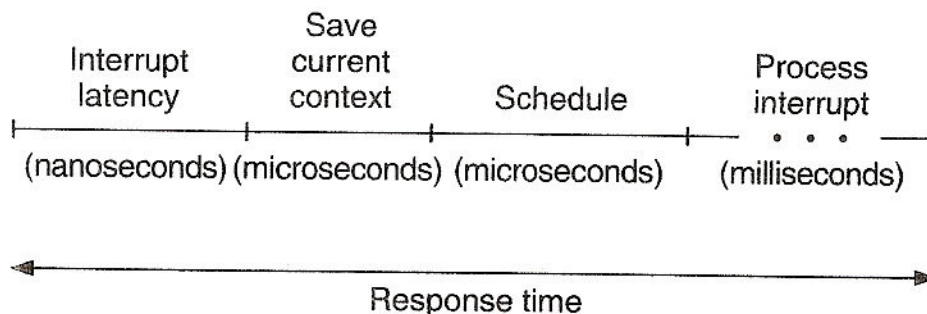 Interrupt
latency
Save
current
context
Schedule
Process
interrupt
(nanoseconds)
(microseconds)
(microseconds)
(milliseconds)
Response time